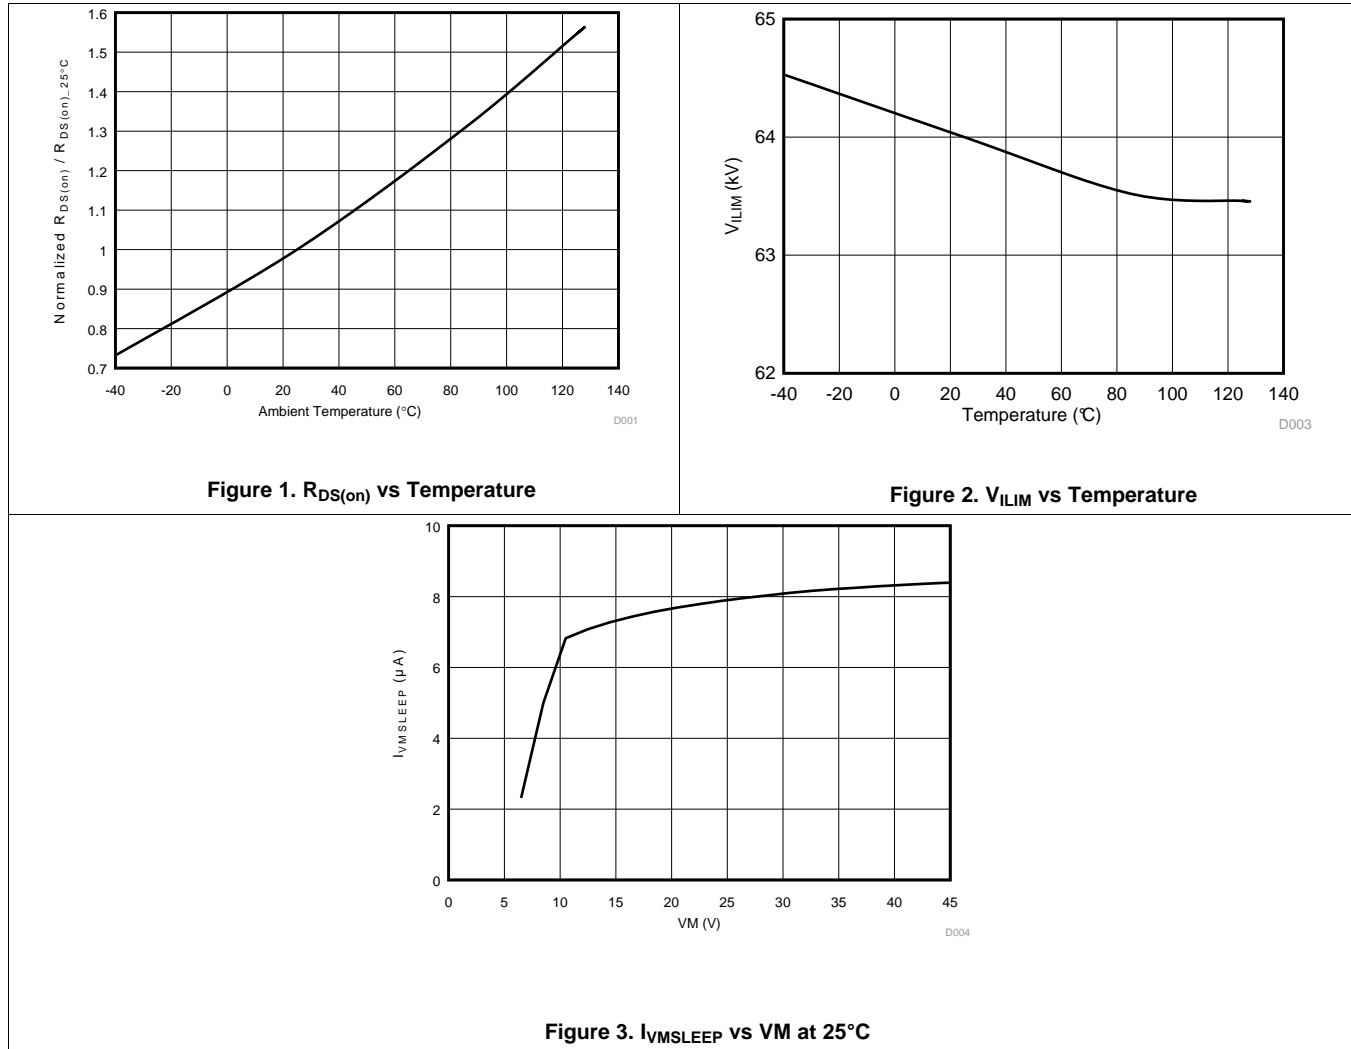 1.6
1.5
1.4
1.3
1.2
1.1
1
0.9
0.8
0.7
-40 -20 0 20 40 60 80 100 120 140
Normalized RDS(on) / RDS(on)_25°C
Ambient Temperature (°C)
D001
Figure 1. RDS(on) vs Temperature
65
64
63
62
-40 -20 0 20 40 60 80 100 120 140
VILIM (kV)
Temperature (°C)
D003
Figure 2. VILIM vs Temperature
10
8
6
4
2
0
0 5 10 15 20 25 30 35 40 45
IVMSLEEP (µA)
VM (V)
D004
Figure 3. IVMSLEEP vs VM at 25°C